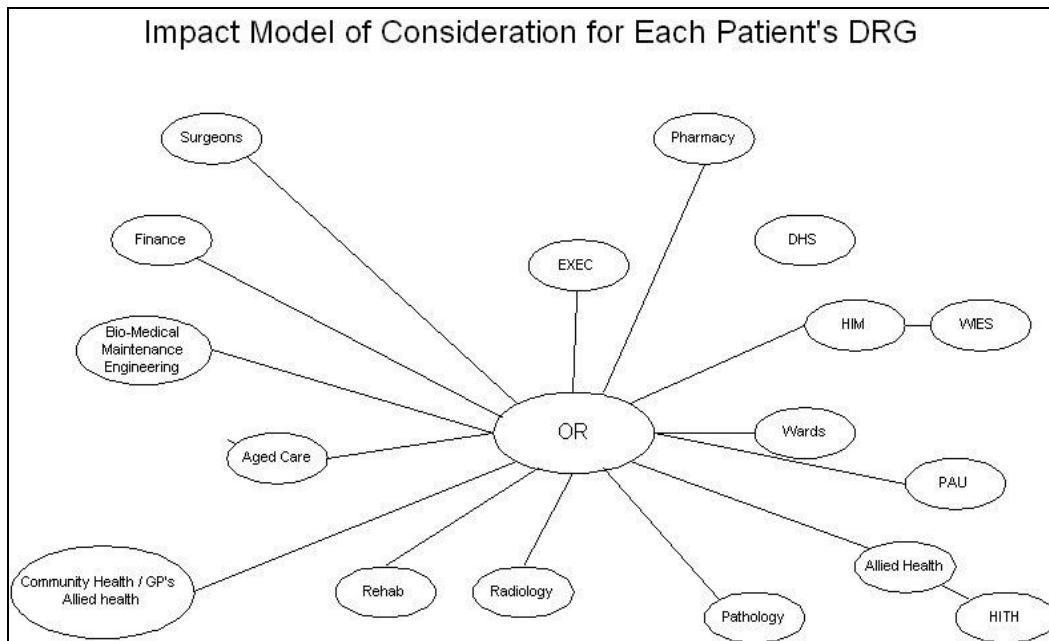 Impact Model of Consideration for Each Patient's DRG
Surgeons
Pharmacy
Finance
DHS
EXEC
Bio-Medical
Maintenance
Engineering
HIM
WIES
OR
Wards
Aged Care
PAU
Community Health / GP's
Allied health
Rehab
Radiology
Allied Health
Pathology
HITH